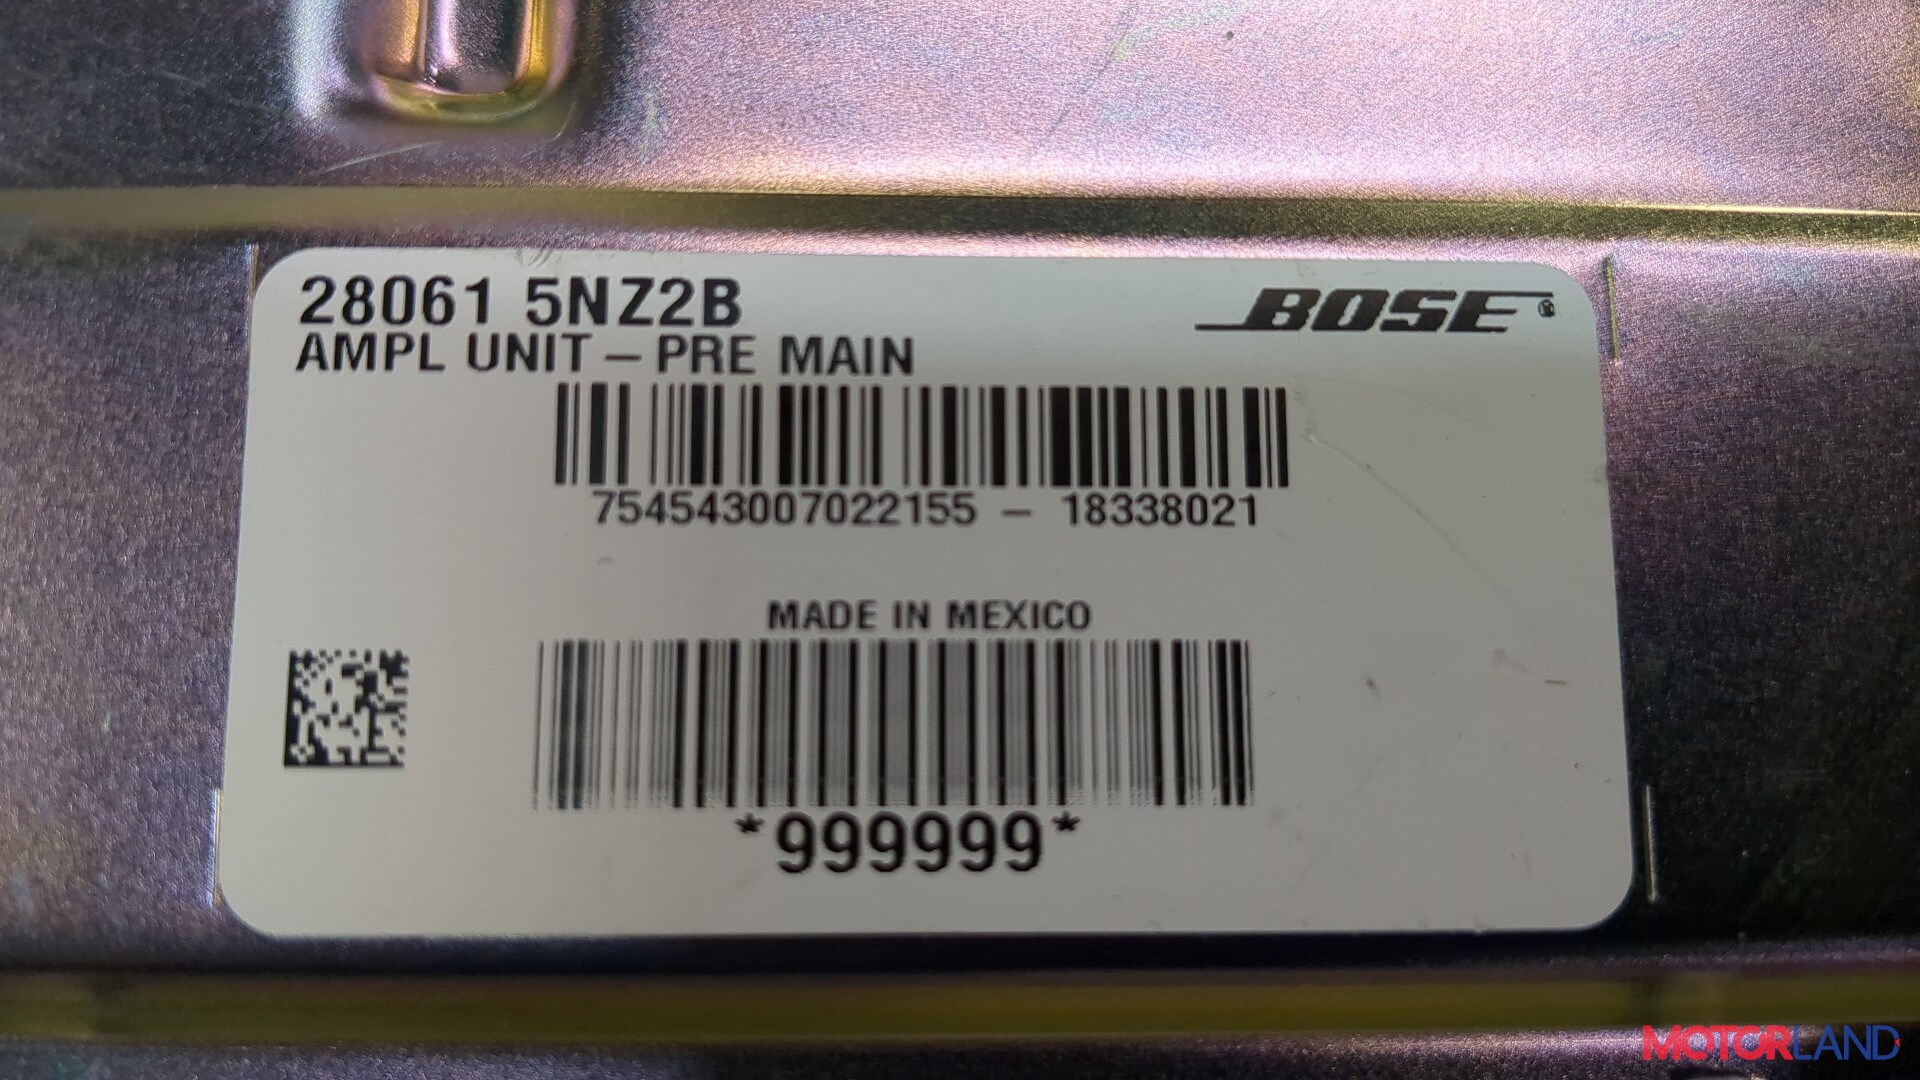 28061 5NZ2B
BOSE
AMPL UNIT – PRE MAIN
754543007022155 – 18338021
MADE IN MEXICO
*999999*
MOTORLAND